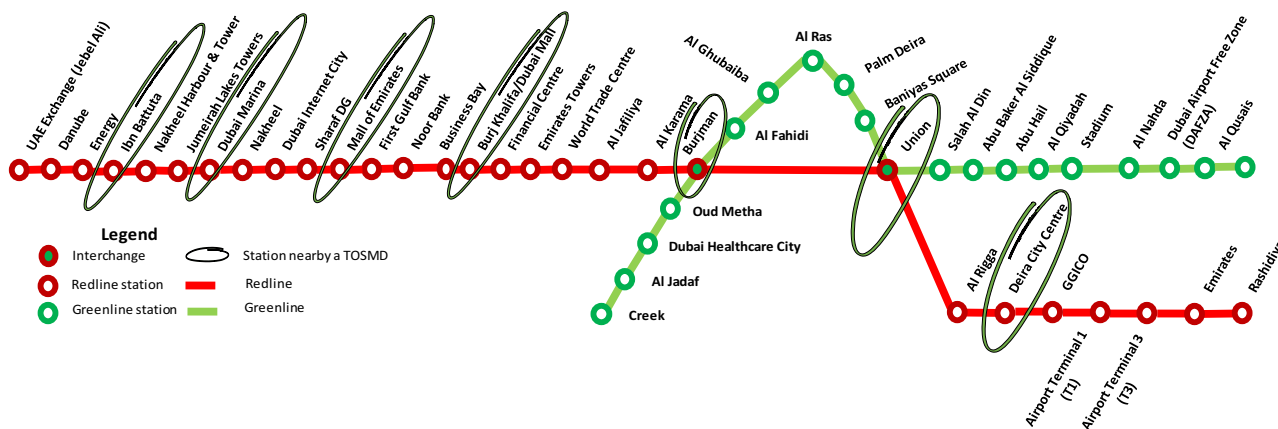 UAE Exchange (Jebel Ali)
Danube
Energy
Ibn Battuta
Nakheel Harbour & Tower
Jumeirah Lakes Towers
Dubai Marina
Nakheel
Dubai Internet City
Sharaf DG
Mall of Emirates
First Gulf Bank
Noor Bank
Business Bay
Burj Khalifa/Dubai Mall
Financial Centre
Emirates Towers
World Trade Centre
Al Jafiliya
Al Karama
Burjman
Al Fahidi
Al Ghubaiba
Al Ras
Palm Deira
Baniyas Square
Union
Salah Al Din
Abu Baker Al Siddique
Abu Hail
Al Qiyadah
Stadium
Al Nahda
Dubai Airport Free Zone
(DAFZA)
Al Qusais
Oud Metha
Dubai Healthcare City
Al Jadaf
Creek
Al Rigga
Deira City Centre
GGICO
Airport Terminal 1
(T1)
Airport Terminal 3
(T3)
Emirates
Rashidiya
Legend
Interchange
Station nearby a TOSMD
Redline station
Redline
Greenline station
Greenline